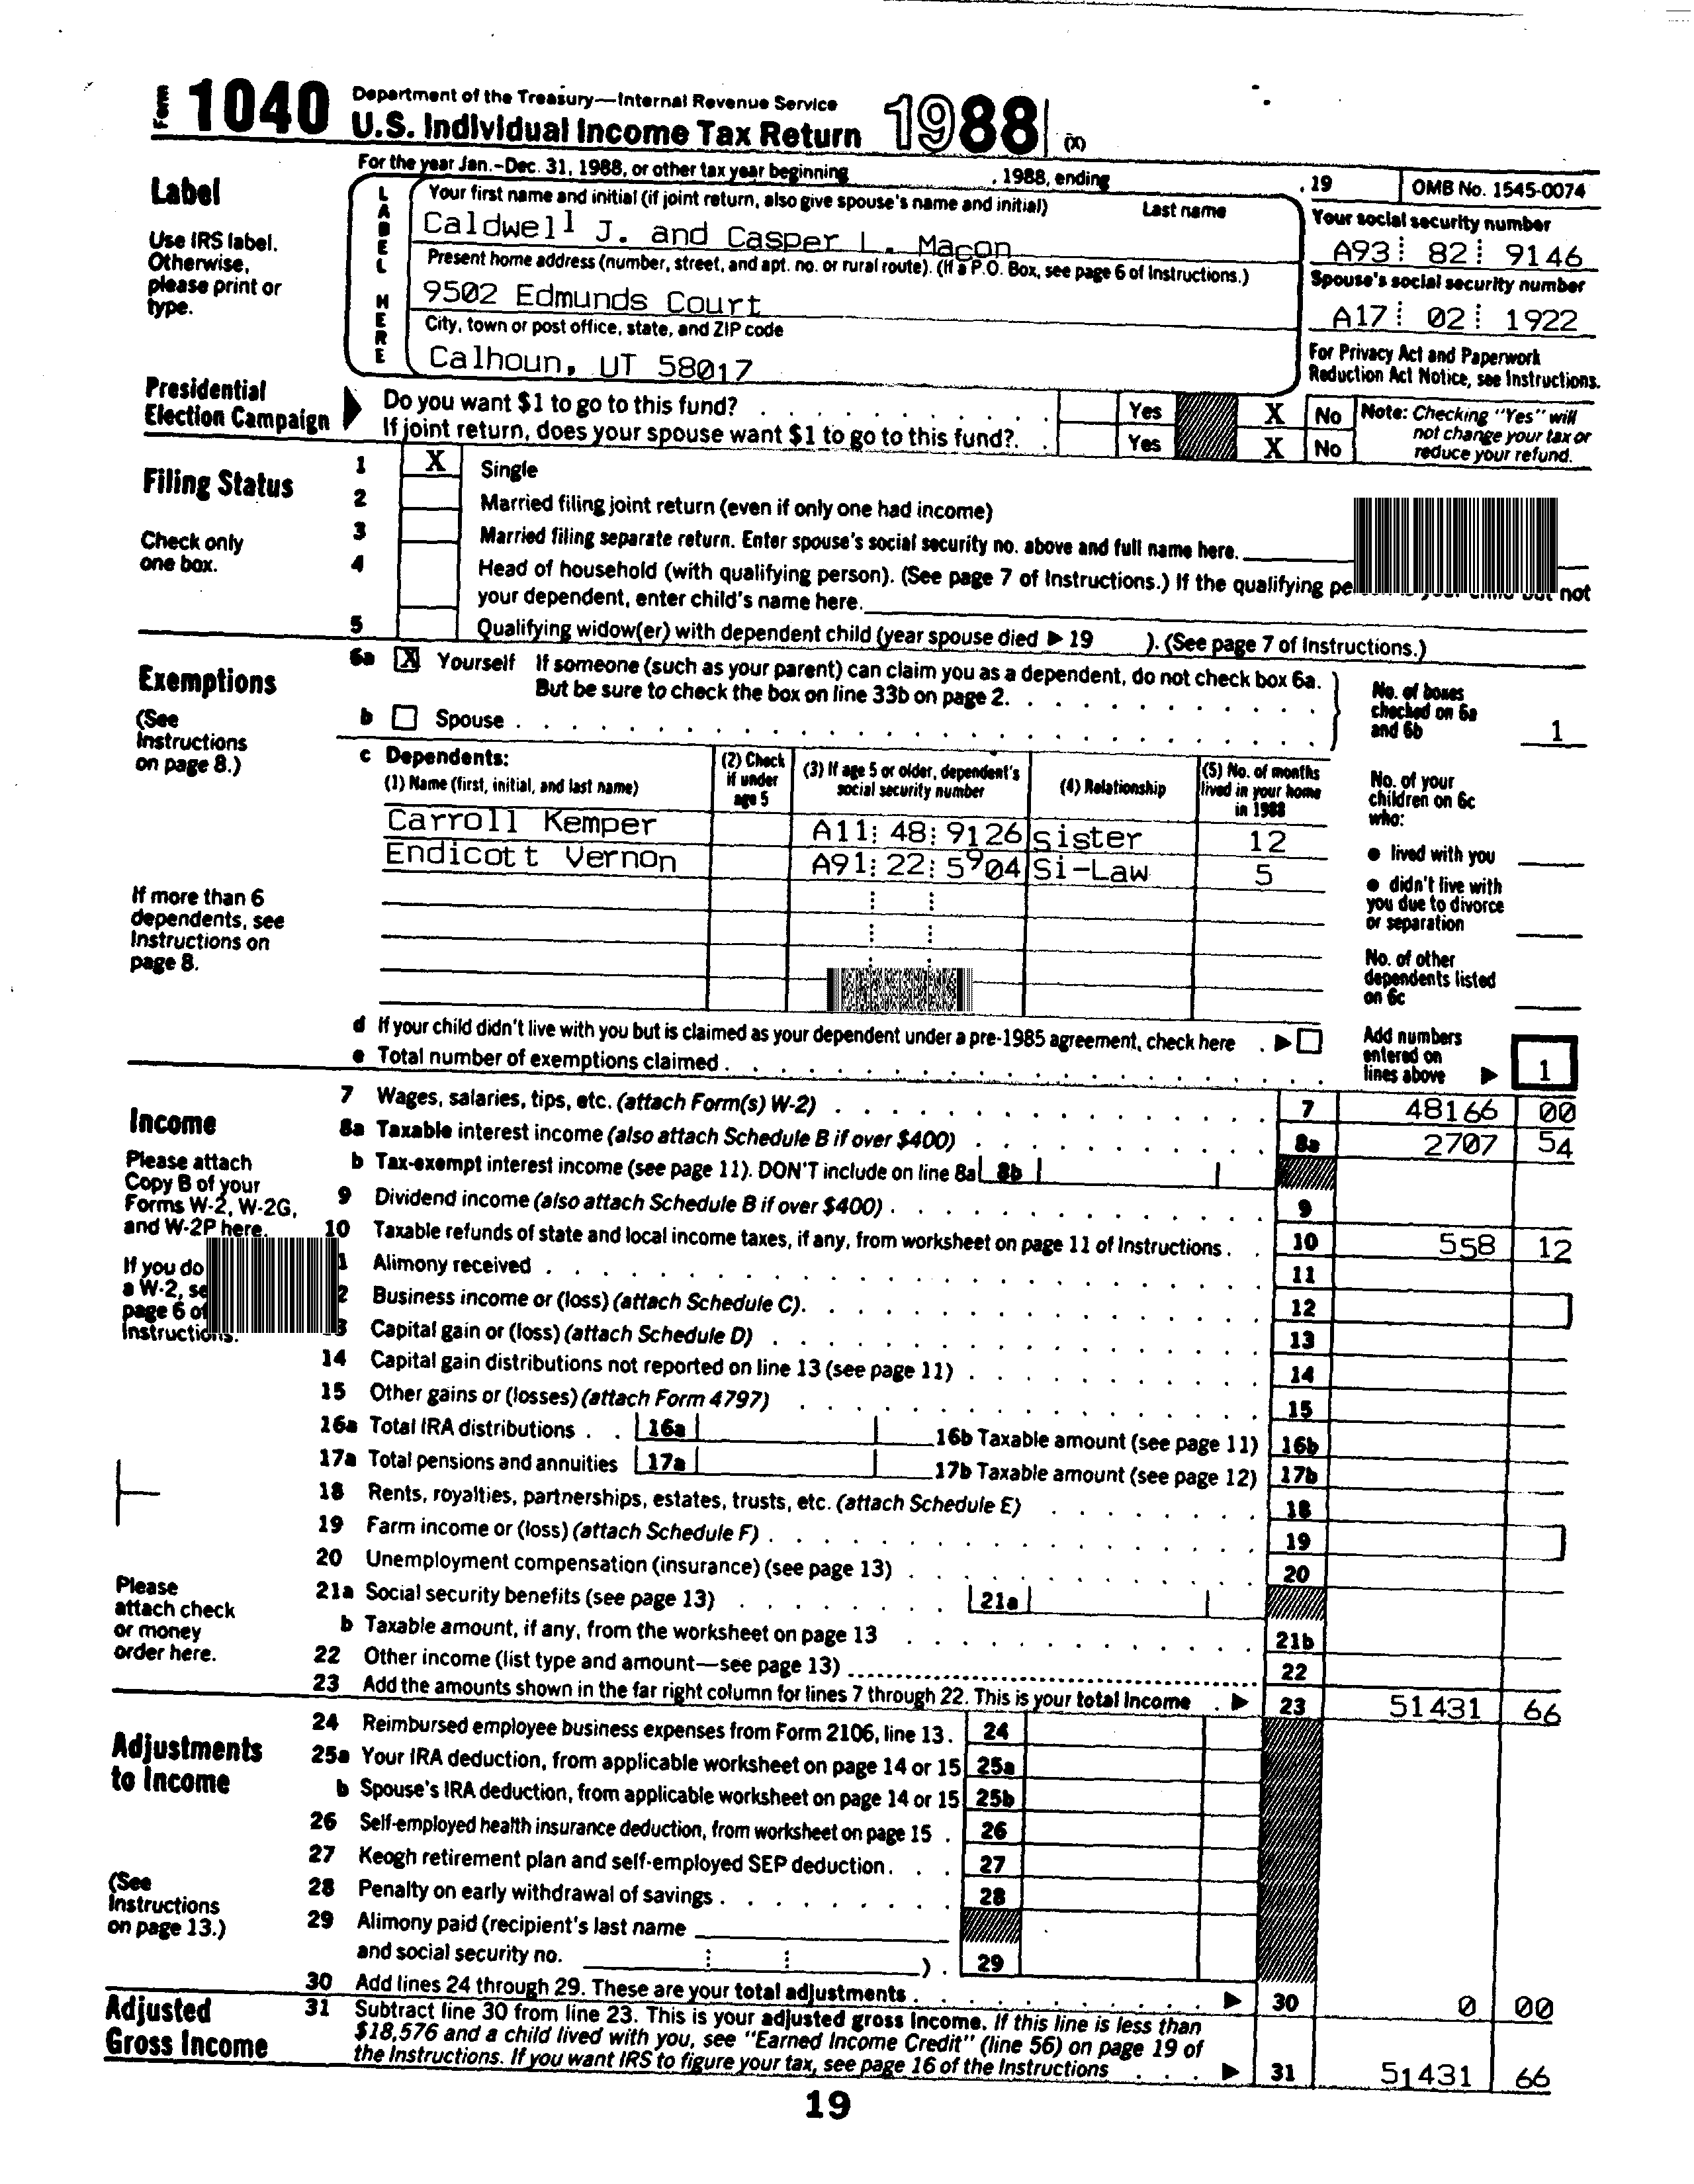 Form 1040 Department of the Treasury—Internal Revenue Service
U.S. Individual Income Tax Return 1988 (X)
For the year Jan.–Dec. 31, 1988, or other tax year beginning , 1988, ending , 19 OMB No. 1545-0074
Label
Use IRS label.
Otherwise,
please print or
type.
LABEL HERE
Your first name and initial (if joint return, also give spouse's name and initial) Last name
Caldwell J. and Casper L. Macon
Present home address (number, street, and apt. no. or rural route). (If a P.O. Box, see page 6 of Instructions.)
9502 Edmunds Court
City, town or post office, state, and ZIP code
Calhoun, UT 58017
Your social security number
A93 82 9146
Spouse's social security number
A17 02 1922
For Privacy Act and Paperwork
Reduction Act Notice, see Instructions.
Presidential
Election Campaign
Do you want $1 to go to this fund? Yes X No
If joint return, does your spouse want $1 to go to this fund?. Yes X No
Note: Checking "Yes" will
not change your tax or
reduce your refund.
Filing Status
Check only
one box.
1 X Single
2 Married filing joint return (even if only one had income)
3 Married filing separate return. Enter spouse's social security no. above and full name here.
4 Head of household (with qualifying person). (See page 7 of Instructions.) If the qualifying not
your dependent, enter child's name here.
5 Qualifying widow(er) with dependent child (year spouse died ▶ 19 ). (See page 7 of Instructions.)
Exemptions
(See
Instructions
on page 8.)
If more than 6
dependents, see
Instructions on
page 8.
6a X Yourself If someone (such as your parent) can claim you as a dependent, do not check box 6a.
But be sure to check the box on line 33b on page 2.
b Spouse
No. of boxes
checked on 6a
and 6b 1
c Dependents:
(1) Name (first, initial, and last name)
(2) Check
if under
age 5
(3) If age 5 or older, dependent's
social security number
(4) Relationship
(5) No. of months
lived in your home
in 1988
Carroll Kemper A11 48 9126 sister 12
Endicott Vernon A91 22 5904 Si-Law 5
No. of your
children on 6c
who:
● lived with you
● didn't live with
you due to divorce
or separation
No. of other
dependents listed
on 6c
d If your child didn't live with you but is claimed as your dependent under a pre-1985 agreement, check here ▶
e Total number of exemptions claimed
Add numbers
entered on
lines above ▶ 1
Income
Please attach
Copy B of your
Forms W-2, W-2G,
and W-2P here.
If you do
a W-2,
page 6 of
Instructions.
Please
attach check
or money
order here.
7 Wages, salaries, tips, etc. (attach Form(s) W-2) 7 48166 00
8a Taxable interest income (also attach Schedule B if over $400) 8a 2707 54
b Tax-exempt interest income (see page 11). DON'T include on line 8a 8b
9 Dividend income (also attach Schedule B if over $400) 9
10 Taxable refunds of state and local income taxes, if any, from worksheet on page 11 of Instructions. 10 558 12
1 Alimony received 11
2 Business income or (loss) (attach Schedule C). 12
3 Capital gain or (loss) (attach Schedule D) 13
14 Capital gain distributions not reported on line 13 (see page 11) 14
15 Other gains or (losses) (attach Form 4797) 15
16a Total IRA distributions 16a 16b Taxable amount (see page 11) 16b
17a Total pensions and annuities 17a 17b Taxable amount (see page 12) 17b
18 Rents, royalties, partnerships, estates, trusts, etc. (attach Schedule E) 18
19 Farm income or (loss) (attach Schedule F) 19
20 Unemployment compensation (insurance) (see page 13) 20
21a Social security benefits (see page 13) 21a
b Taxable amount, if any, from the worksheet on page 13 21b
22 Other income (list type and amount—see page 13) 22
23 Add the amounts shown in the far right column for lines 7 through 22. This is your total income ▶ 23 51431 66
Adjustments
to Income
(See
Instructions
on page 13.)
24 Reimbursed employee business expenses from Form 2106, line 13. 24
25a Your IRA deduction, from applicable worksheet on page 14 or 15 25a
b Spouse's IRA deduction, from applicable worksheet on page 14 or 15 25b
26 Self-employed health insurance deduction, from worksheet on page 15 26
27 Keogh retirement plan and self-employed SEP deduction 27
28 Penalty on early withdrawal of savings 28
29 Alimony paid (recipient's last name
and social security no. ) 29
30 Add lines 24 through 29. These are your total adjustments ▶ 30 0 00
Adjusted
Gross Income
31 Subtract line 30 from line 23. This is your adjusted gross income. If this line is less than
$18,576 and a child lived with you, see "Earned Income Credit" (line 56) on page 19 of
the Instructions. If you want IRS to figure your tax, see page 16 of the Instructions ▶ 31 51431 66
19